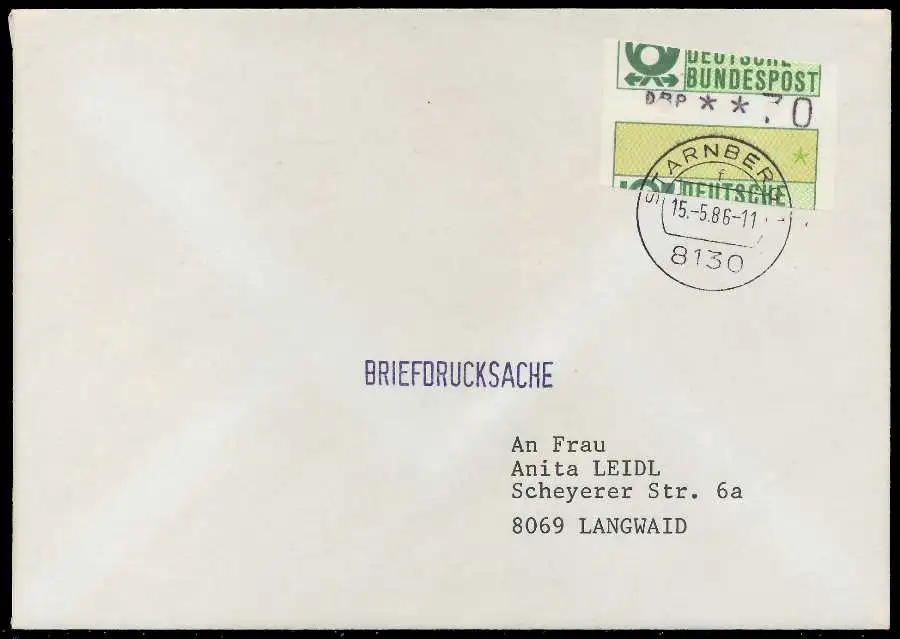 DEUTSCHE
BUNDESPOST
DBP * * 70
DEUTSCHE
STARNBERG
f
15.-5.86-11
8130
BRIEFDRUCKSACHE
An Frau
Anita LEIDL
Scheyerer Str. 6a
8069 LANGWAID